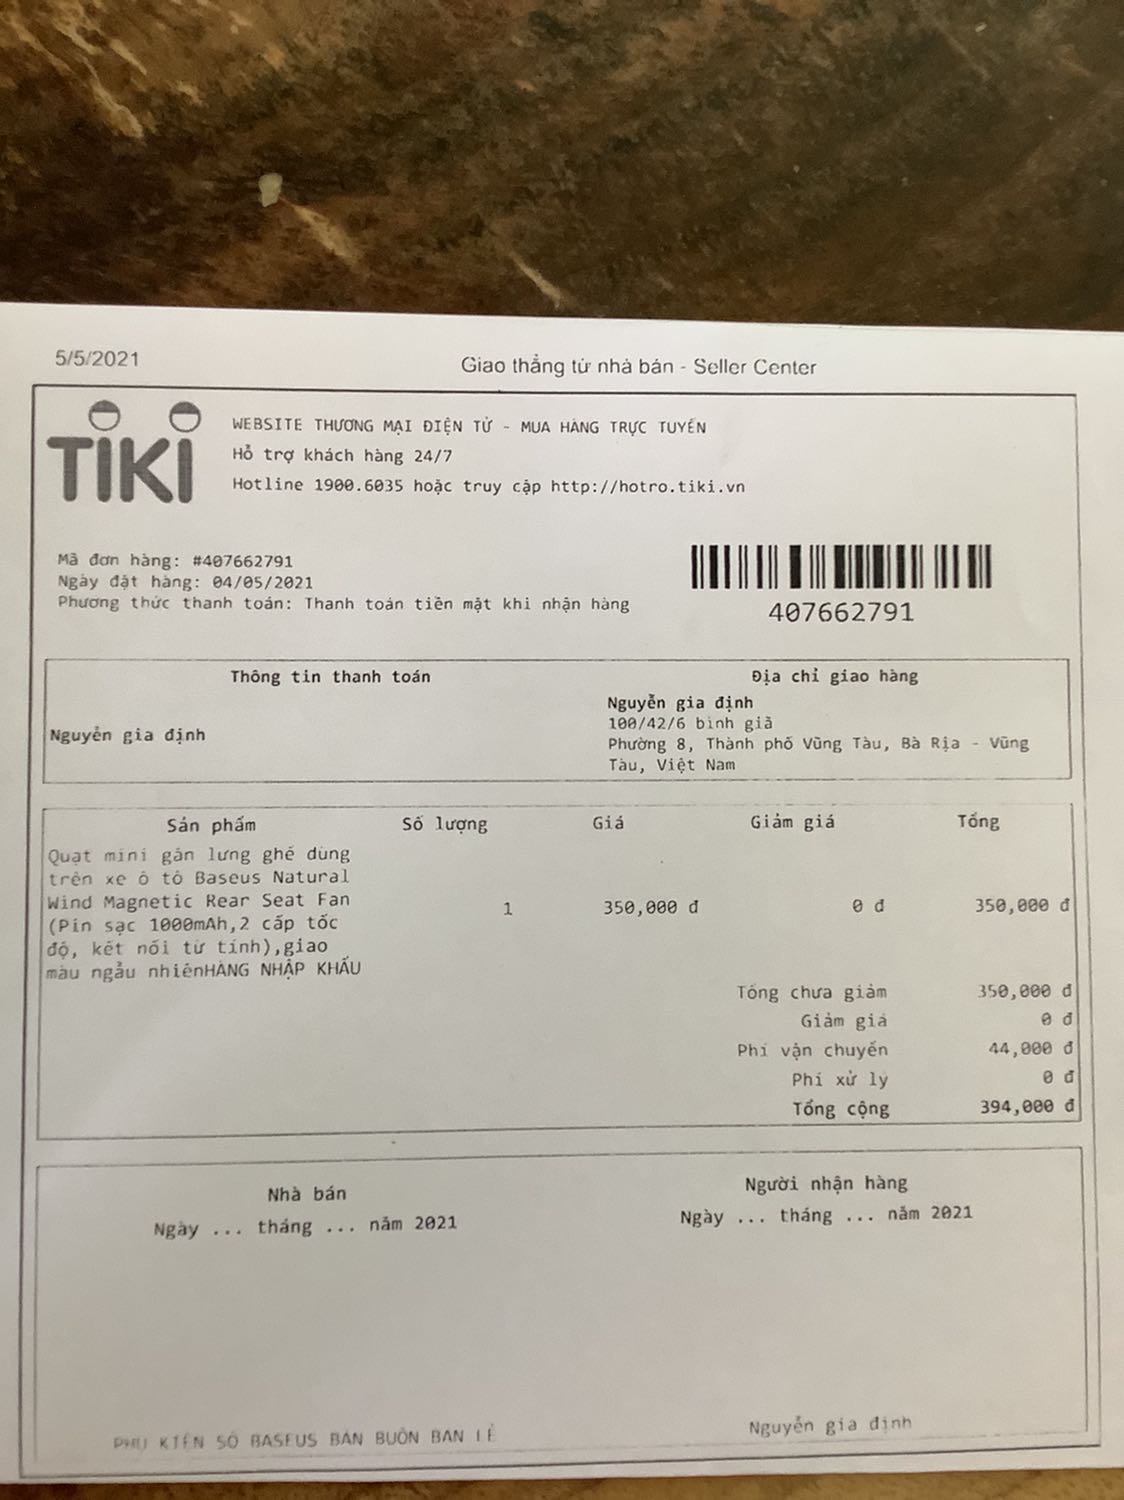 5/5/2021
Giao thẳng từ nhà bán - Seller Center
TIKI
WEBSITE THƯƠNG MẠI ĐIỆN TỬ - MUA HÀNG TRỰC TUYẾN
Hỗ trợ khách hàng 24/7
Hotline 1900.6035 hoặc truy cập http://hotro.tiki.vn
Mã đơn hàng: #407662791
Ngày đặt hàng: 04/05/2021
Phương thức thanh toán: Thanh toán tiền mặt khi nhận hàng
407662791
Thông tin thanh toán
Nguyễn gia định
Địa chỉ giao hàng
Nguyễn gia định
100/42/6 bình giã
Phường 8, Thành phố Vũng Tàu, Bà Rịa - Vũng
Tàu, Việt Nam
Sản phẩm Số lượng Giá Giảm giá Tổng
Quạt mini gắn lưng ghế dùng
trên xe ô tô Baseus Natural
Wind Magnetic Rear Seat Fan
(Pin sạc 1000mAh,2 cấp tốc
độ, kết nối từ tính),giao
màu ngẫu nhiênHÀNG NHẬP KHẨU
1 350,000 đ 0 đ 350,000 đ
Tổng chưa giảm 350,000 đ
Giảm giá 0 đ
Phí vận chuyển 44,000 đ
Phí xử lý 0 đ
Tổng cộng 394,000 đ
Nhà bán
Ngày ... tháng ... năm 2021
Người nhận hàng
Ngày ... tháng ... năm 2021
PHỤ KIỆN SỐ BASEUS BÁN BUÔN BÁN LẺ
Nguyễn gia định